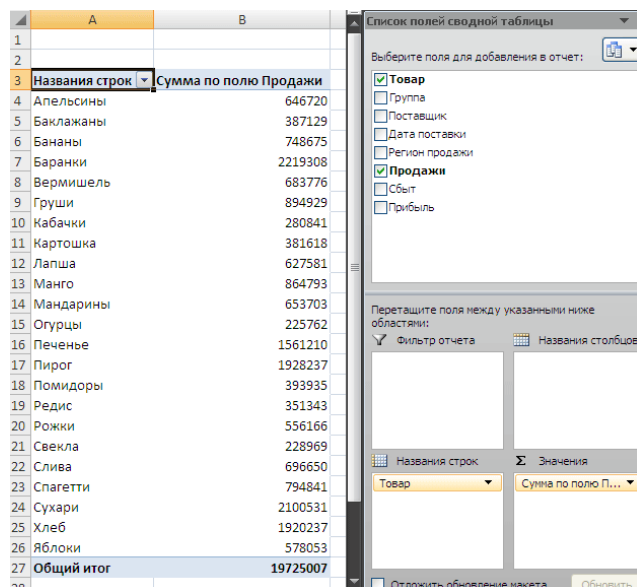 A B
1
2
3 Названия строк Сумма по полю Продажи
4 Апельсины 646720
5 Баклажаны 387129
6 Бананы 748675
7 Баранки 2219308
8 Вермишель 683776
9 Груши 894929
10 Кабачки 280841
11 Картошка 381618
12 Лапша 627581
13 Манго 864793
14 Мандарины 653703
15 Огурцы 225762
16 Печенье 1561210
17 Пирог 1928237
18 Помидоры 393935
19 Редис 351343
20 Рожки 556166
21 Свекла 228969
22 Слива 696650
23 Спагетти 794841
24 Сухари 2100531
25 Хлеб 1920237
26 Яблоки 578053
27 Общий итог 19725007
Список полей сводной таблицы
Выберите поля для добавления в отчет:
Товар
Группа
Поставщик
Дата поставки
Регион продажи
Продажи
Сбыт
Прибыль
Перетащите поля между указанными ниже
областями:
Фильтр отчета Названия столбцов
Названия строк Σ Значения
Товар Сумма по полю П...
Отложить обновление макета Обновить